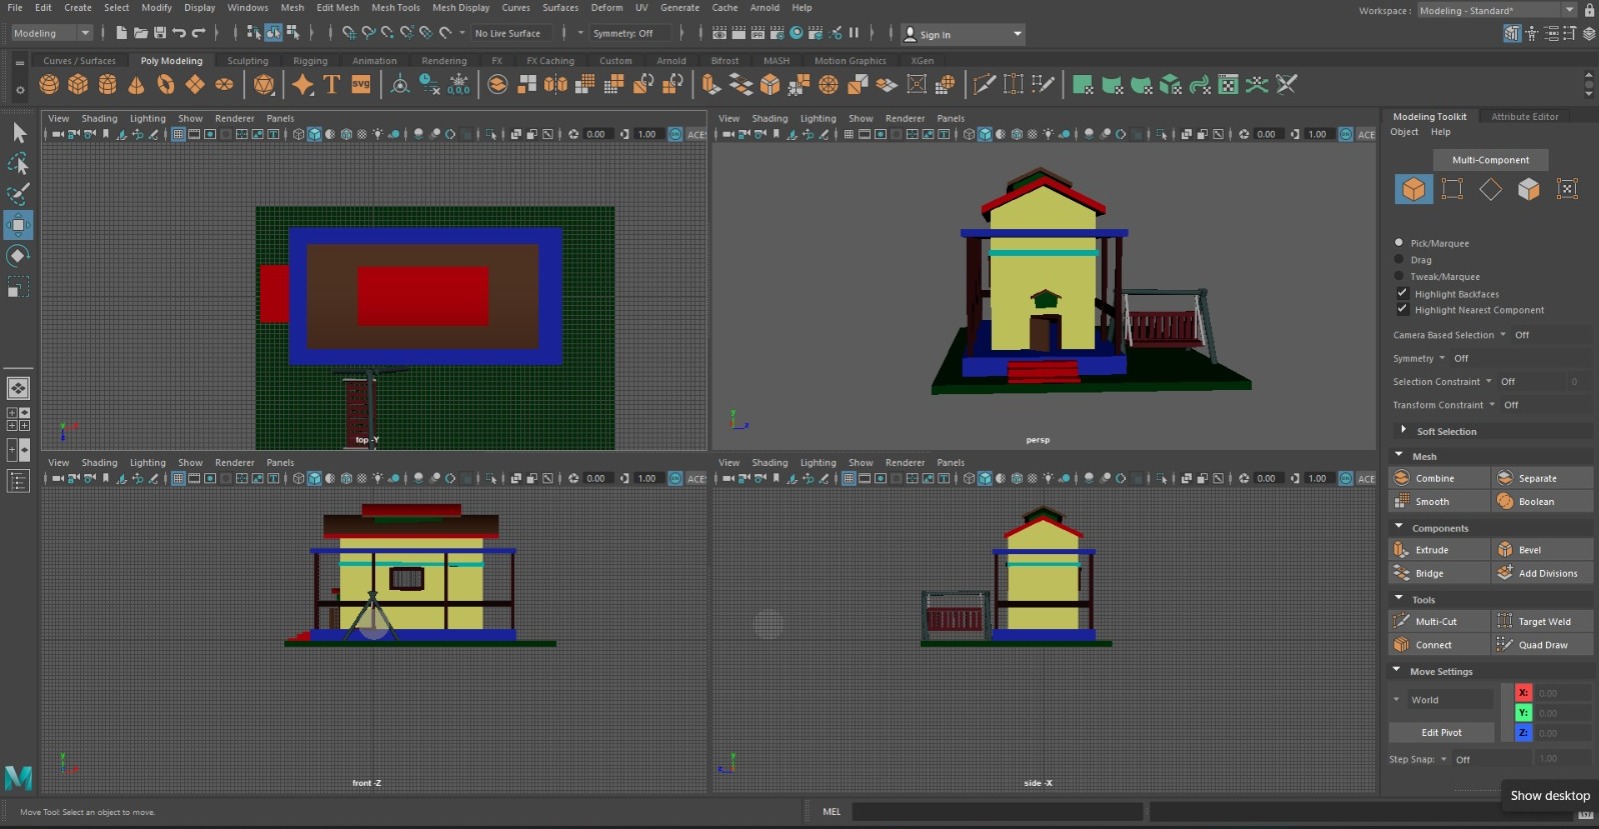 File Edit Create Select Modify Display Windows Mesh Edit Mesh Mesh Tools Mesh Display Curves Surfaces Deform UV Generate Cache Arnold Help
Workspace : Modeling - Standard*
Modeling No Live Surface Symmetry: Off Sign In
Curves / Surfaces Poly Modeling Sculpting Rigging Animation Rendering FX FX Caching Custom Arnold Bifrost MASH Motion Graphics XGen
T SVG 0,0,0
View Shading Lighting Show Renderer Panels
0.00 1.00 ACE
top -Y
View Shading Lighting Show Renderer Panels
0.00 1.00 ACE
persp
View Shading Lighting Show Renderer Panels
0.00 1.00 ACE
front -Z
View Shading Lighting Show Renderer Panels
0.00 1.00 ACE
side -X
Modeling Toolkit Attribute Editor
Object Help
Multi-Component
Pick/Marquee
Drag
Tweak/Marquee
Highlight Backfaces
Highlight Nearest Component
Camera Based Selection Off
Symmetry Off
Selection Constraint Off 0
Transform Constraint Off
Soft Selection
Mesh
Combine Separate
Smooth Boolean
Components
Extrude Bevel
Bridge Add Divisions
Tools
Multi-Cut Target Weld
Connect Quad Draw
Move Settings
World X: 0.00
Y: 0.00
Edit Pivot Z: 0.00
Step Snap: Off 1.00
Show desktop
M
Move Tool: Select an object to move. MEL